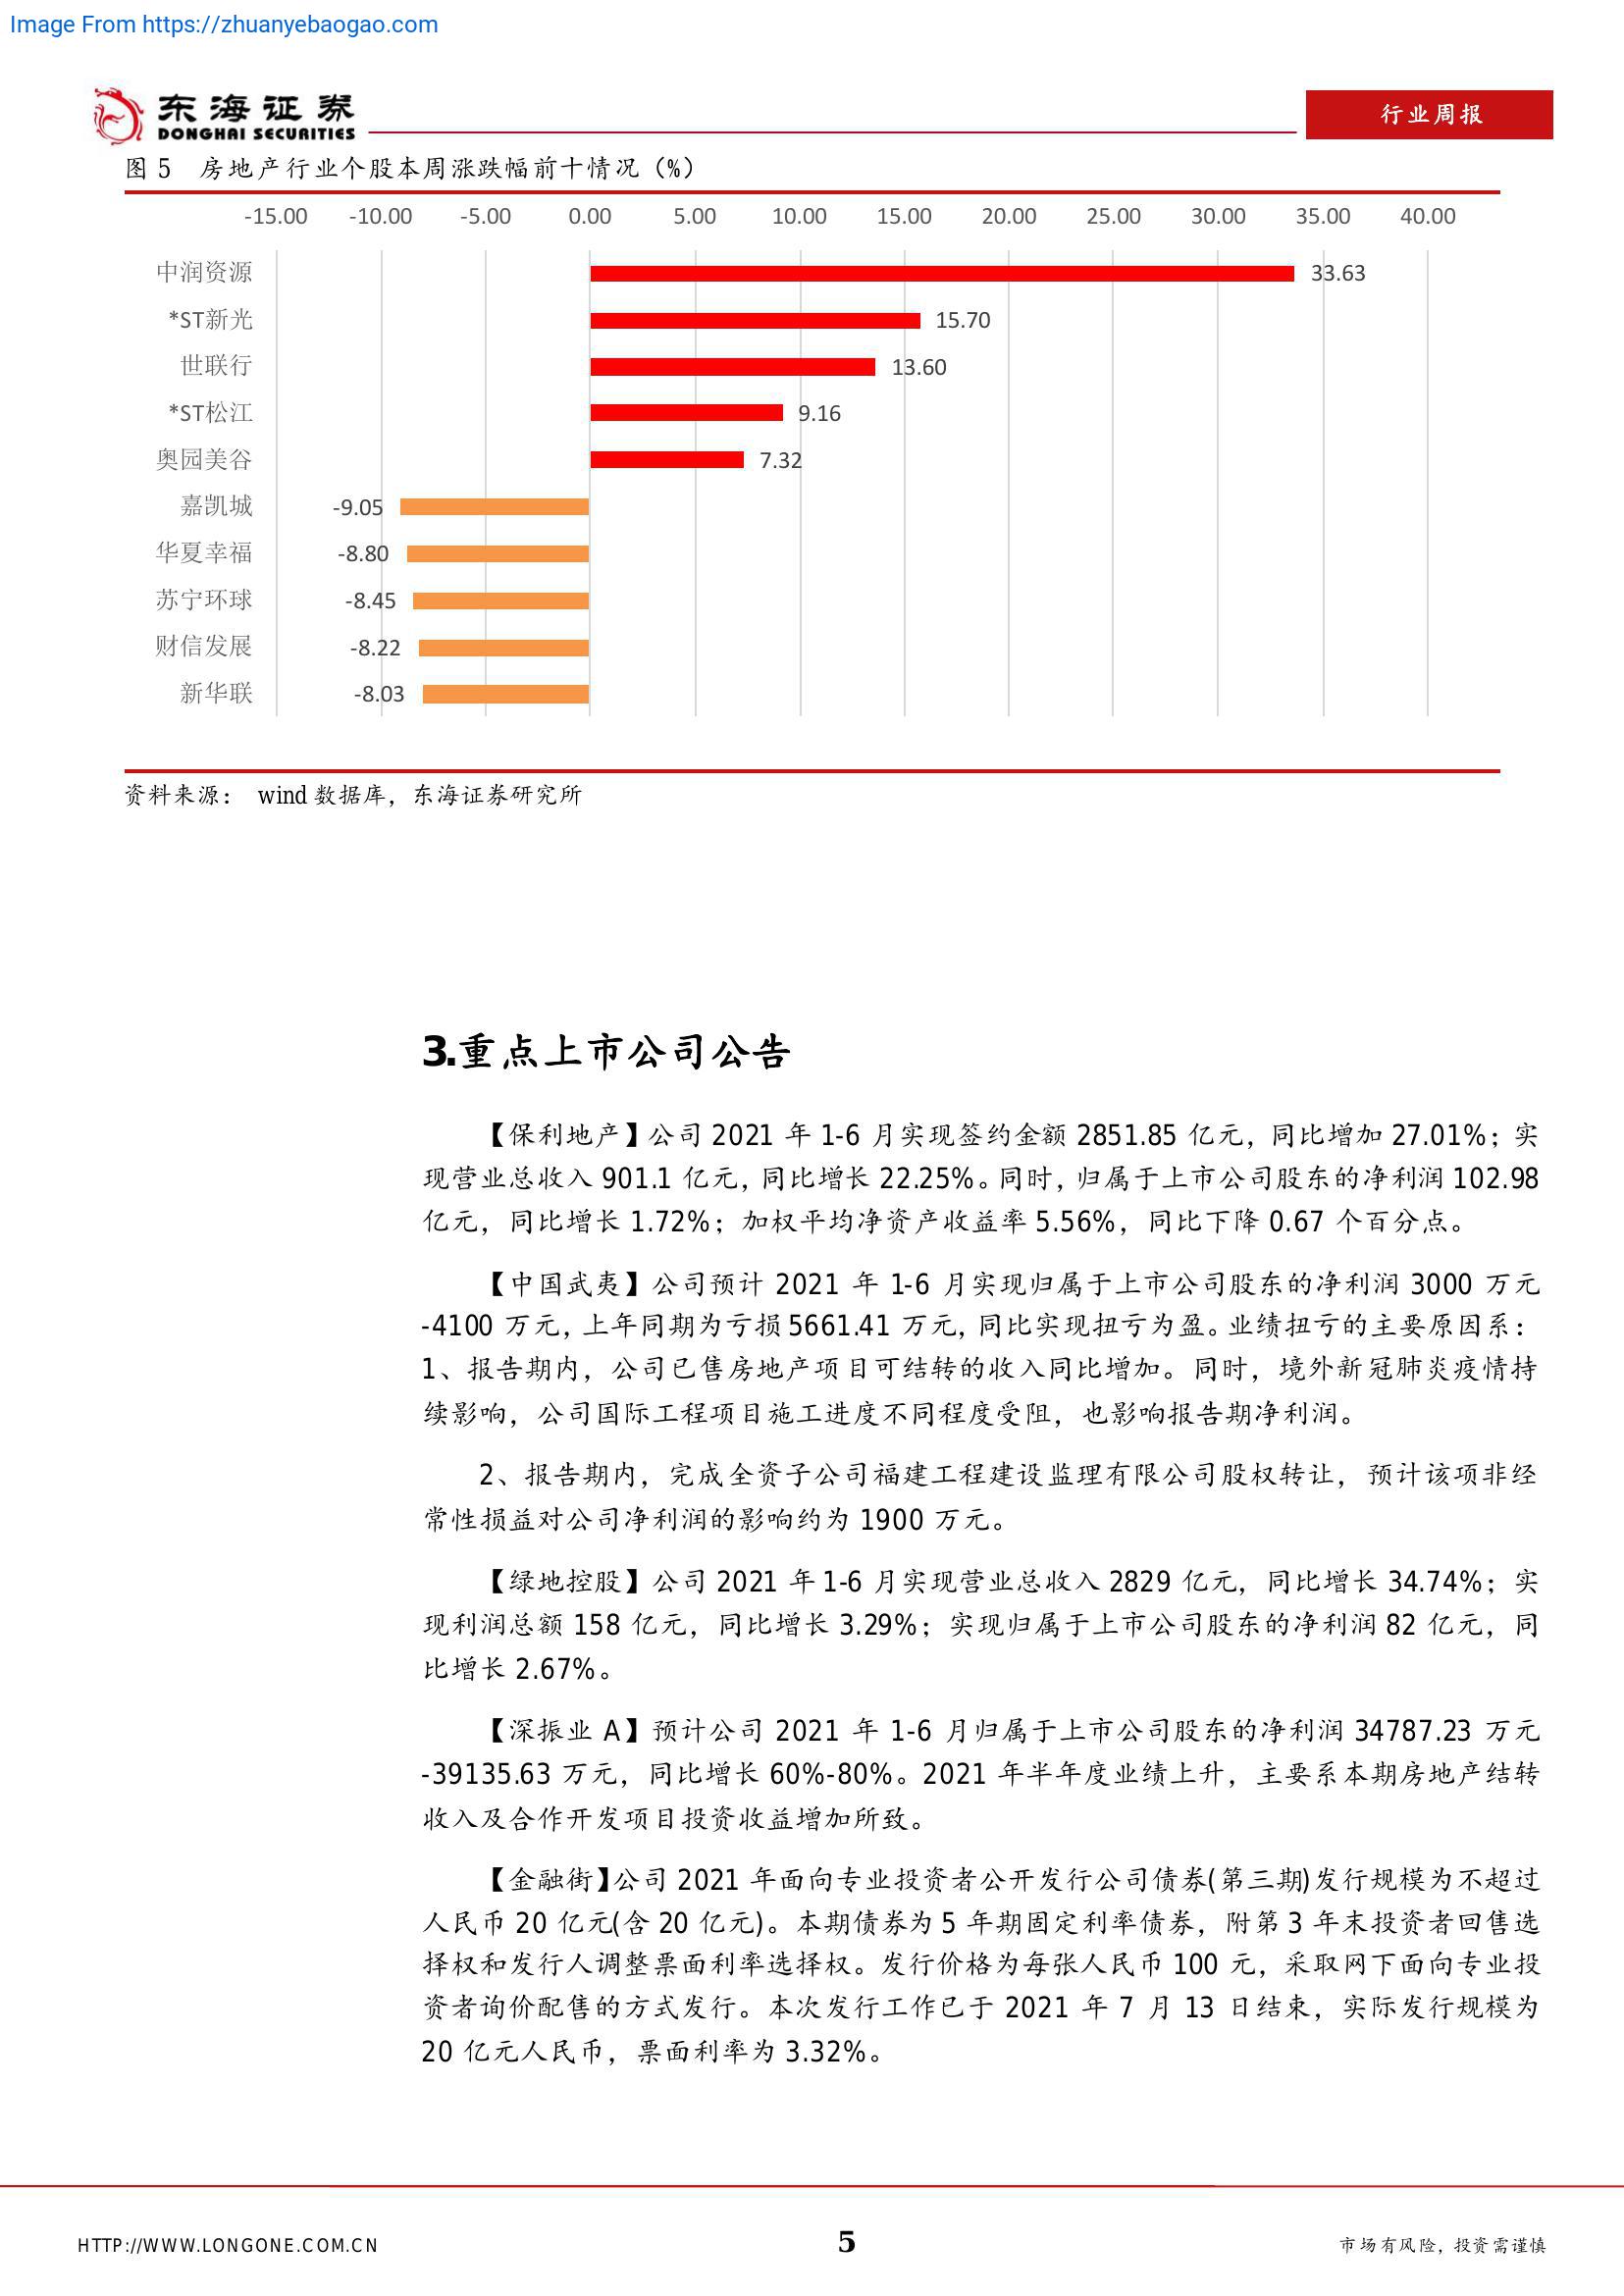 Image From https://zhuanyebaogao.com
东海证券
DONGHAI SECURITIES
行业周报
图 5 房地产行业个股本周涨跌幅前十情况（%）
-15.00 -10.00 -5.00 0.00 5.00 10.00 15.00 20.00 25.00 30.00 35.00 40.00
中润资源 33.63
*ST新光 15.70
世联行 13.60
*ST松江 9.16
奥园美谷 7.32
嘉凯城 -9.05
华夏幸福 -8.80
苏宁环球 -8.45
财信发展 -8.22
新华联 -8.03
资料来源： wind 数据库，东海证券研究所
3.重点上市公司公告
【保利地产】公司 2021 年 1-6 月实现签约金额 2851.85 亿元，同比增加 27.01%；实
现营业总收入 901.1 亿元，同比增长 22.25%。同时，归属于上市公司股东的净利润 102.98
亿元，同比增长 1.72%；加权平均净资产收益率 5.56%，同比下降 0.67 个百分点。
【中国武夷】公司预计 2021 年 1-6 月实现归属于上市公司股东的净利润 3000 万元
-4100 万元，上年同期为亏损 5661.41 万元，同比实现扭亏为盈。业绩扭亏的主要原因系：
1、报告期内，公司已售房地产项目可结转的收入同比增加。同时，境外新冠肺炎疫情持
续影响，公司国际工程项目施工进度不同程度受阻，也影响报告期净利润。
2、报告期内，完成全资子公司福建工程建设监理有限公司股权转让，预计该项非经
常性损益对公司净利润的影响约为 1900 万元。
【绿地控股】公司 2021 年 1-6 月实现营业总收入 2829 亿元，同比增长 34.74%；实
现利润总额 158 亿元，同比增长 3.29%；实现归属于上市公司股东的净利润 82 亿元，同
比增长 2.67%。
【深振业 A】预计公司 2021 年 1-6 月归属于上市公司股东的净利润 34787.23 万元
-39135.63 万元，同比增长 60%-80%。2021 年半年度业绩上升，主要系本期房地产结转
收入及合作开发项目投资收益增加所致。
【金融街】公司 2021 年面向专业投资者公开发行公司债券(第三期)发行规模为不超过
人民币 20 亿元(含 20 亿元)。本期债券为 5 年期固定利率债券，附第 3 年末投资者回售选
择权和发行人调整票面利率选择权。发行价格为每张人民币 100 元，采取网下面向专业投
资者询价配售的方式发行。本次发行工作已于 2021 年 7 月 13 日结束，实际发行规模为
20 亿元人民币，票面利率为 3.32%。
HTTP://WWW.LONGONE.COM.CN
5
市场有风险，投资需谨慎